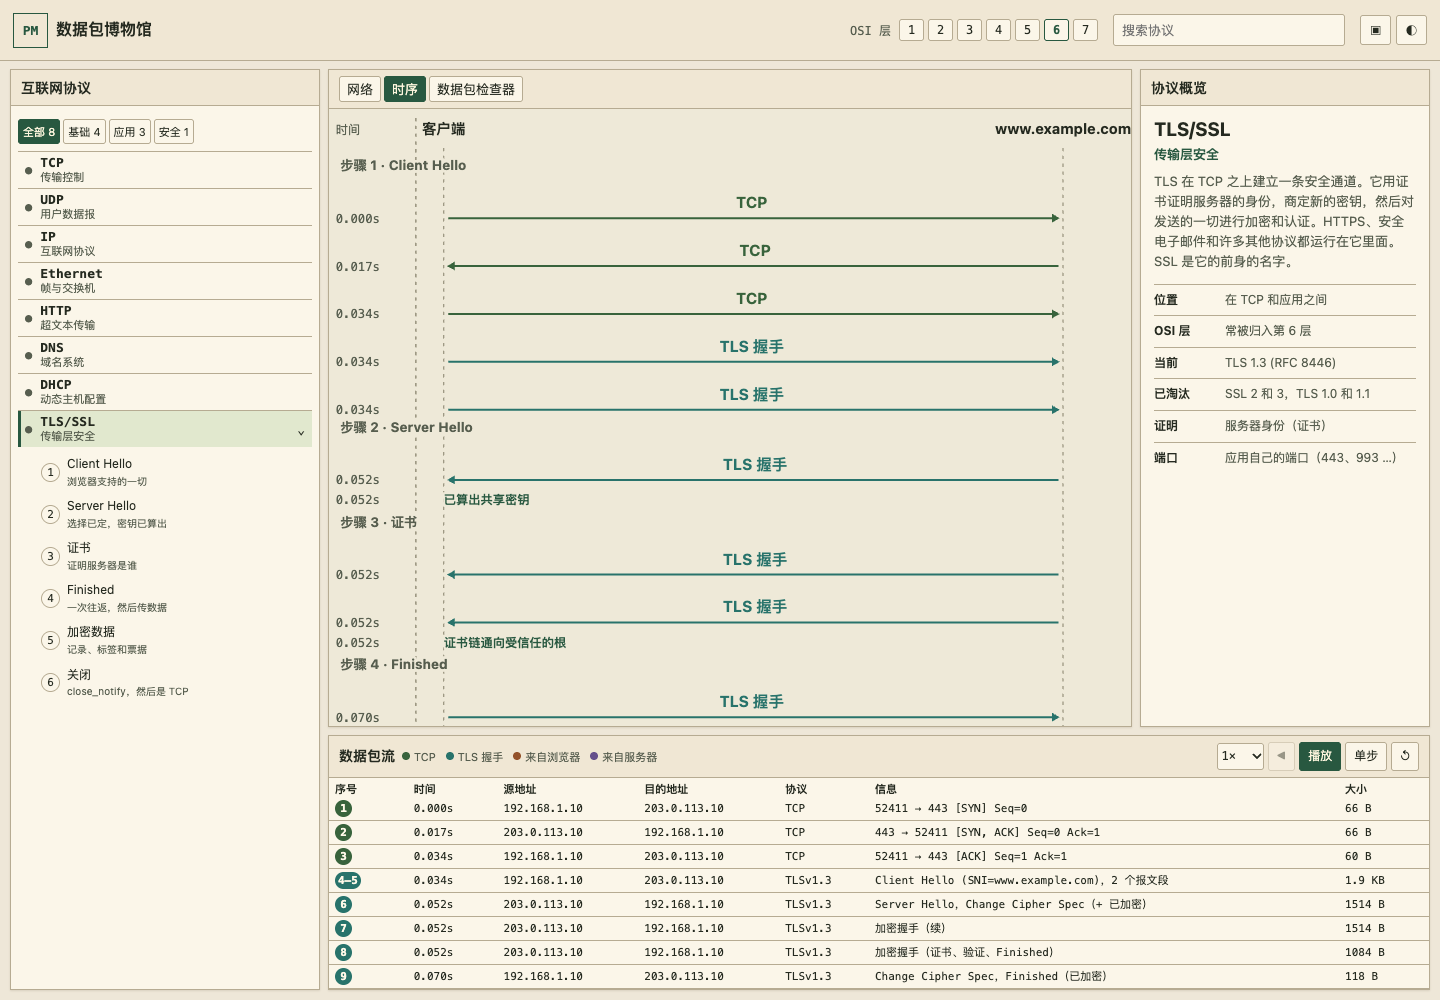 PM 数据包博物馆
OSI 层 1 2 3 4 5 6 7 搜索协议
互联网协议
全部 8 基础 4 应用 3 安全 1
TCP
传输控制
UDP
用户数据报
IP
互联网协议
Ethernet
帧与交换机
HTTP
超文本传输
DNS
域名系统
DHCP
动态主机配置
TLS/SSL
传输层安全
1 Client Hello
浏览器支持的一切
2 Server Hello
选择已定，密钥已算出
3 证书
证明服务器是谁
4 Finished
一次往返，然后传数据
5 加密数据
记录、标签和票据
6 关闭
close_notify，然后是 TCP
网络 时序 数据包检查器
时间 客户端 www.example.com
步骤 1 · Client Hello
TCP
0.000s
TCP
0.017s
TCP
0.034s
TLS 握手
0.034s
TLS 握手
0.034s
步骤 2 · Server Hello
TLS 握手
0.052s
0.052s 已算出共享密钥
步骤 3 · 证书
TLS 握手
0.052s
TLS 握手
0.052s
0.052s 证书链通向受信任的根
步骤 4 · Finished
TLS 握手
0.070s
协议概览
TLS/SSL
传输层安全
TLS 在 TCP 之上建立一条安全通道。它用证
书证明服务器的身份，商定新的密钥，然后对
发送的一切进行加密和认证。HTTPS、安全
电子邮件和许多其他协议都运行在它里面。
SSL 是它的前身的名字。
位置 在 TCP 和应用之间
OSI 层 常被归入第 6 层
当前 TLS 1.3 (RFC 8446)
已淘汰 SSL 2 和 3，TLS 1.0 和 1.1
证明 服务器身份（证书）
端口 应用自己的端口（443、993 …）
数据包流 TCP TLS 握手 来自浏览器 来自服务器 1× 播放 单步
序号 时间 源地址 目的地址 协议 信息 大小
1 0.000s 192.168.1.10 203.0.113.10 TCP 52411 → 443 [SYN] Seq=0 66 B
2 0.017s 203.0.113.10 192.168.1.10 TCP 443 → 52411 [SYN, ACK] Seq=0 Ack=1 66 B
3 0.034s 192.168.1.10 203.0.113.10 TCP 52411 → 443 [ACK] Seq=1 Ack=1 60 B
4–5 0.034s 192.168.1.10 203.0.113.10 TLSv1.3 Client Hello (SNI=www.example.com)，2 个报文段 1.9 KB
6 0.052s 203.0.113.10 192.168.1.10 TLSv1.3 Server Hello，Change Cipher Spec（+ 已加密） 1514 B
7 0.052s 203.0.113.10 192.168.1.10 TLSv1.3 加密握手（续） 1514 B
8 0.052s 203.0.113.10 192.168.1.10 TLSv1.3 加密握手（证书、验证、Finished） 1084 B
9 0.070s 192.168.1.10 203.0.113.10 TLSv1.3 Change Cipher Spec，Finished（已加密） 118 B